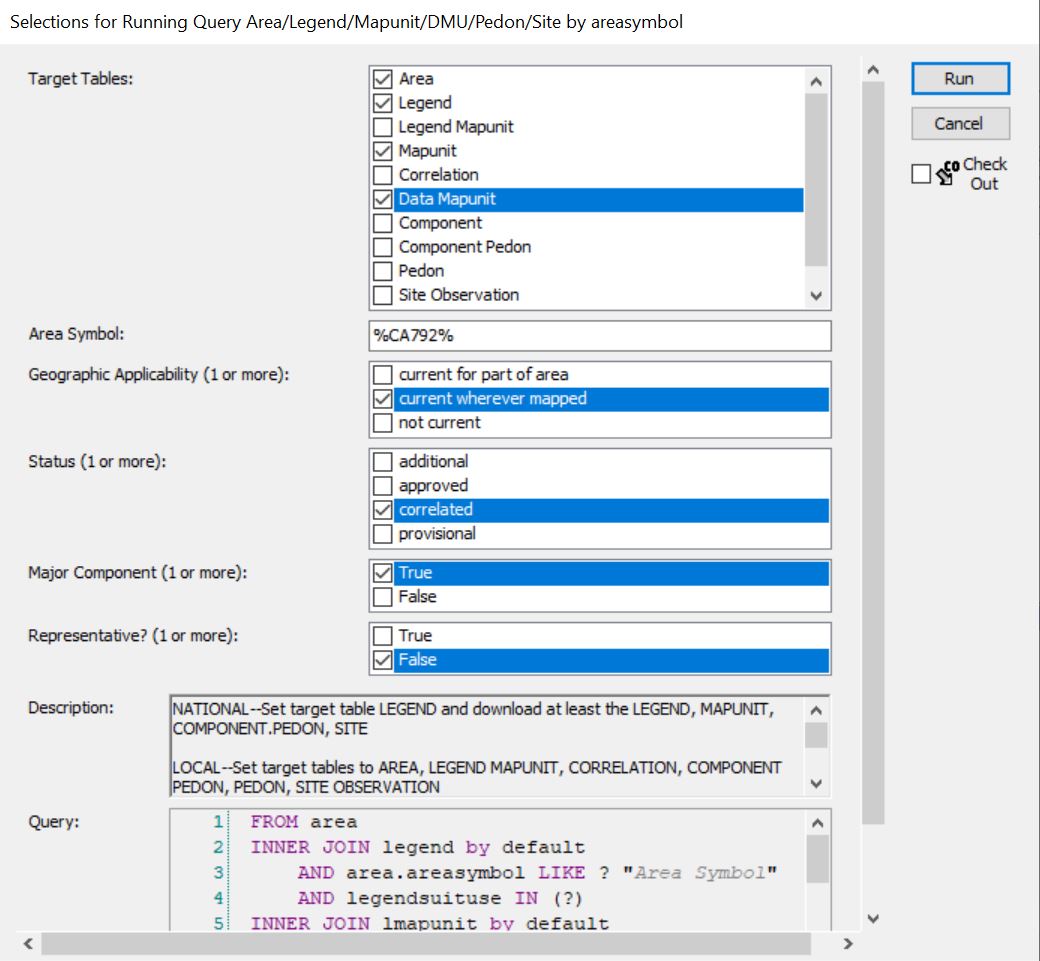 Selections for Running Query Area/Legend/Mapunit/DMU/Pedon/Site by areasymbol
Target Tables:
Area
Legend
Legend Mapunit
Mapunit
Correlation
Data Mapunit
Component
Component Pedon
Pedon
Site Observation
Run
Cancel
CO Check
Out
Area Symbol:
%CA792%
Geographic Applicability (1 or more):
current for part of area
current wherever mapped
not current
Status (1 or more):
additional
approved
correlated
provisional
Major Component (1 or more):
True
False
Representative? (1 or more):
True
False
Description:
NATIONAL--Set target table LEGEND and download at least the LEGEND, MAPUNIT,
COMPONENT.PEDON, SITE
LOCAL--Set target tables to AREA, LEGEND MAPUNIT, CORRELATION, COMPONENT
PEDON, PEDON, SITE OBSERVATION
Query:
1 FROM area
2 INNER JOIN legend by default
3 AND area.areasymbol LIKE ? "Area Symbol"
4 AND legendsuituse IN (?)
5 INNER JOIN lmapunit by default